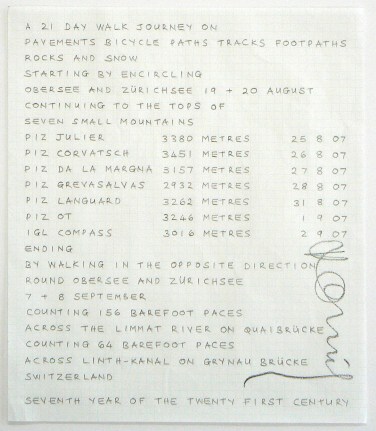 A 21 DAY WALK JOURNEY ON
PAVEMENTS BICYCLE PATHS TRACKS FOOTPATHS
ROCKS AND SNOW
STARTING BY ENCIRCLING
OBERSEE AND ZÜRICHSEE 19 + 20 AUGUST
CONTINUING TO THE TOPS OF
SEVEN SMALL MOUNTAINS
PIZ JULIER 3380 METRES 25 8 07
PIZ CORVATSCH 3451 METRES 26 8 07
PIZ DA LA MARGNA 3157 METRES 27 8 07
PIZ GREVASALVAS 2932 METRES 28 8 07
PIZ LANGUARD 3262 METRES 31 8 07
PIZ OT 3246 METRES 1 9 07
IGL COMPASS 3016 METRES 2 9 07
ENDING
BY WALKING IN THE OPPOSITE DIRECTION
ROUND OBERSEE AND ZÜRICHSEE
7 + 8 SEPTEMBER
COUNTING 156 BAREFOOT PACES
ACROSS THE LIMMAT RIVER ON QUAIBRÜCKE
COUNTING 64 BAREFOOT PACES
ACROSS LINTH-KANAL ON GRYNAU BRÜCKE
SWITZERLAND
SEVENTH YEAR OF THE TWENTY FIRST CENTURY